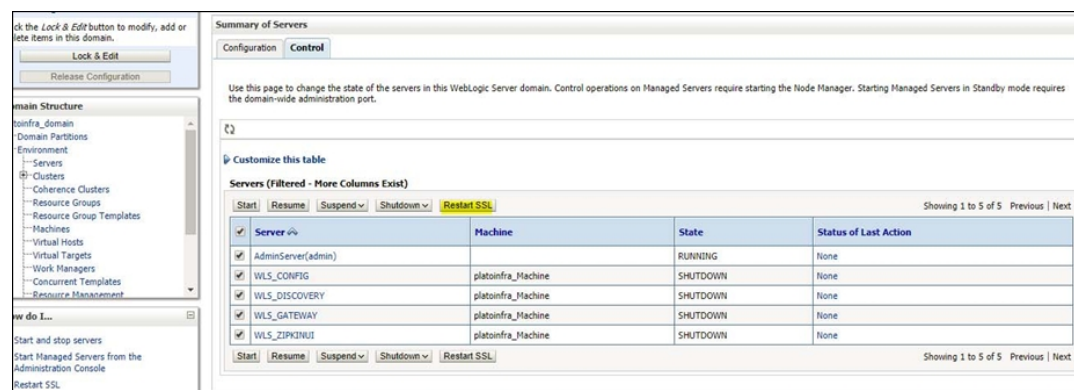 ck the Lock & Edit button to modify, add or
lete items in this domain.
Lock & Edit
Release Configuration
main Structure
toinfra_domain
Domain Partitions
Environment
Servers
Clusters
Coherence Clusters
Resource Groups
Resource Group Templates
Machines
Virtual Hosts
Virtual Targets
Work Managers
Concurrent Templates
Resource Management
ow do I...
Start and stop servers
Start Managed Servers from the
Administration Console
Restart SSL
Summary of Servers
Configuration Control
Use this page to change the state of the servers in this WebLogic Server domain. Control operations on Managed Servers require starting the Node Manager. Starting Managed Servers in Standby mode requires
the domain-wide administration port.
Customize this table
Servers (Filtered - More Columns Exist)
Start Resume Suspend Shutdown Restart SSL Showing 1 to 5 of 5 Previous | Next
Server Machine State Status of Last Action
AdminServer(admin) RUNNING None
WLS_CONFIG platoinfra_Machine SHUTDOWN None
WLS_DISCOVERY platoinfra_Machine SHUTDOWN None
WLS_GATEWAY platoinfra_Machine SHUTDOWN None
WLS_ZIPKINUI platoinfra_Machine SHUTDOWN None
Start Resume Suspend Shutdown Restart SSL Showing 1 to 5 of 5 Previous | Next